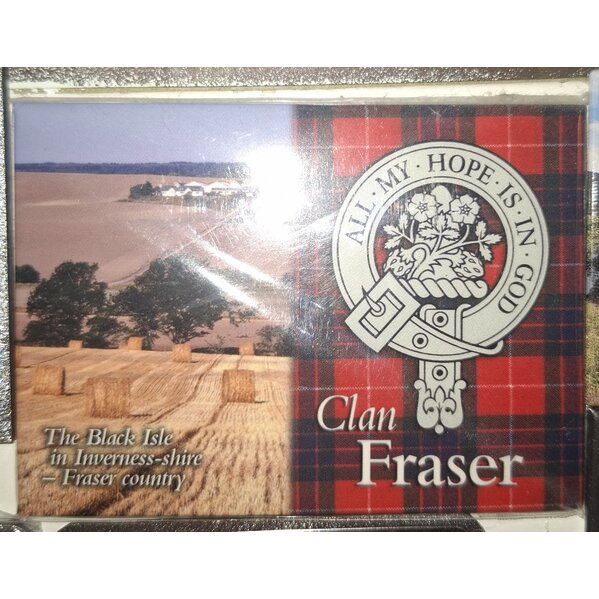 ALL · MY · HOPE · IS · IN · GOD
The Black Isle
in Inverness-shire
– Fraser country
Clan
Fraser